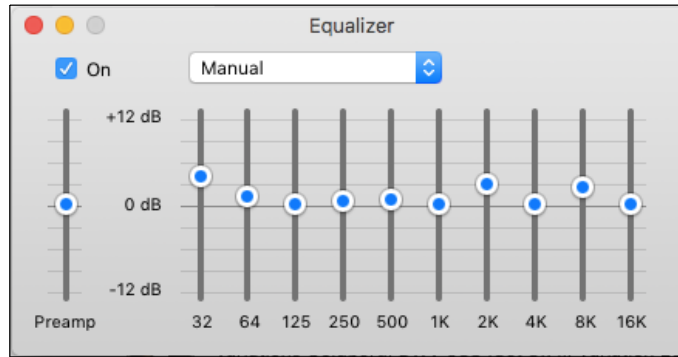 Equalizer
On
Manual
+12 dB
0 dB
-12 dB
Preamp 32 64 125 250 500 1K 2K 4K 8K 16K